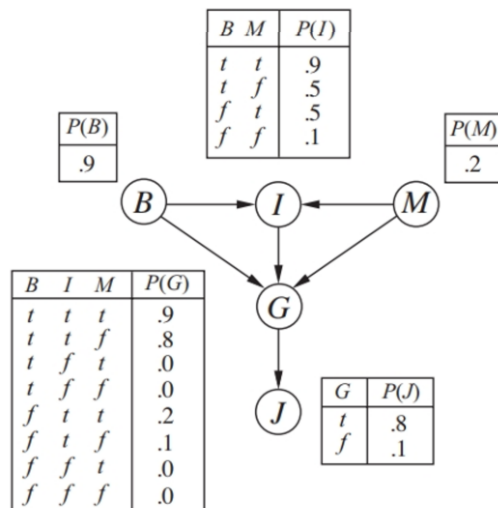 B M P(I)
t t .9
t f .5
f t .5
f f .1
P(B)
.9
P(M)
.2
B
I
M
B I M P(G)
t t t .9
t t f .8
t f t .0
t f f .0
f t t .2
f t f .1
f f t .0
f f f .0
G
J
G P(J)
t .8
f .1